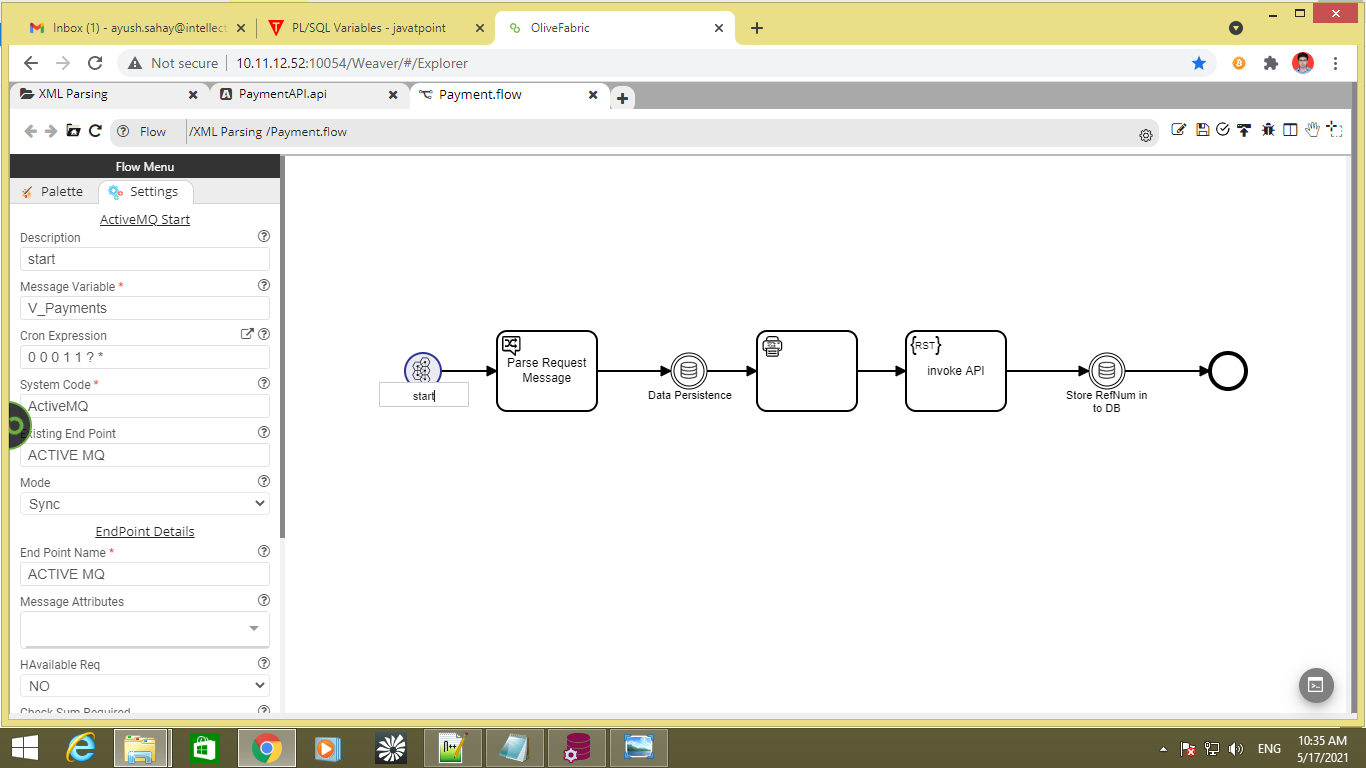 Inbox (1) - ayush.sahay@intellect
PL/SQL Variables - javatpoint
OliveFabric
Not secure
10.11.12.52:10054/Weaver/#/Explorer
XML Parsing
PaymentAPI.api
Payment.flow
Flow
/XML Parsing /Payment.flow
Flow Menu
Palette
Settings
ActiveMQ Start
Description
start
Message Variable *
V_Payments
Cron Expression
0 0 0 1 1 ? *
System Code *
ActiveMQ
Existing End Point
ACTIVE MQ
Mode
Sync
EndPoint Details
End Point Name *
ACTIVE MQ
Message Attributes
HAvailable Req
NO
Check Sum Required
start
Parse Request
Message
Data Persistence
{RST}
invoke API
Store RefNum in
to DB
ENG
10:35 AM
5/17/2021